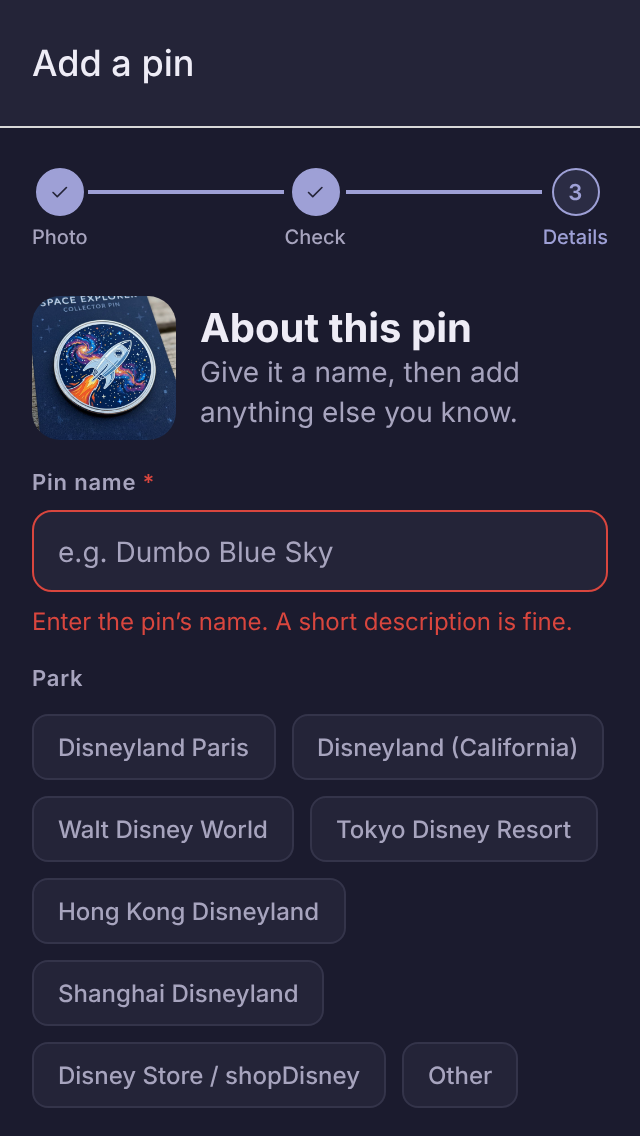 Add a pin
3
Photo
Check
Details
SPACE EXPLORER
COLLECTOR PIN
About this pin
Give it a name, then add
anything else you know.
Pin name *
e.g. Dumbo Blue Sky
Enter the pin’s name. A short description is fine.
Park
Disneyland Paris
Disneyland (California)
Walt Disney World
Tokyo Disney Resort
Hong Kong Disneyland
Shanghai Disneyland
Disney Store / shopDisney
Other